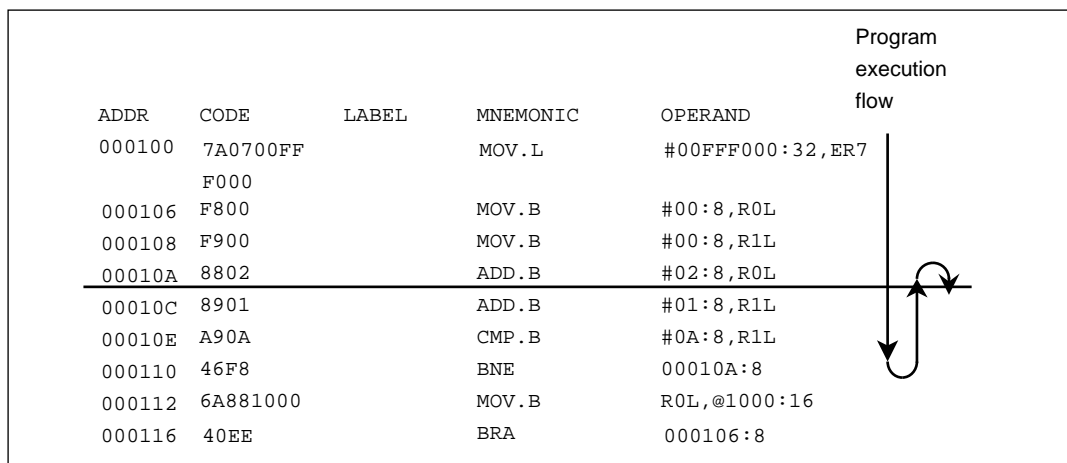 Program
execution
flow
ADDR CODE LABEL MNEMONIC OPERAND
000100 7A0700FF MOV.L #00FFF000:32,ER7
F000
000106 F800 MOV.B #00:8,R0L
000108 F900 MOV.B #00:8,R1L
00010A 8802 ADD.B #02:8,R0L
00010C 8901 ADD.B #01:8,R1L
00010E A90A CMP.B #0A:8,R1L
000110 46F8 BNE 00010A:8
000112 6A881000 MOV.B R0L,@1000:16
000116 40EE BRA 000106:8